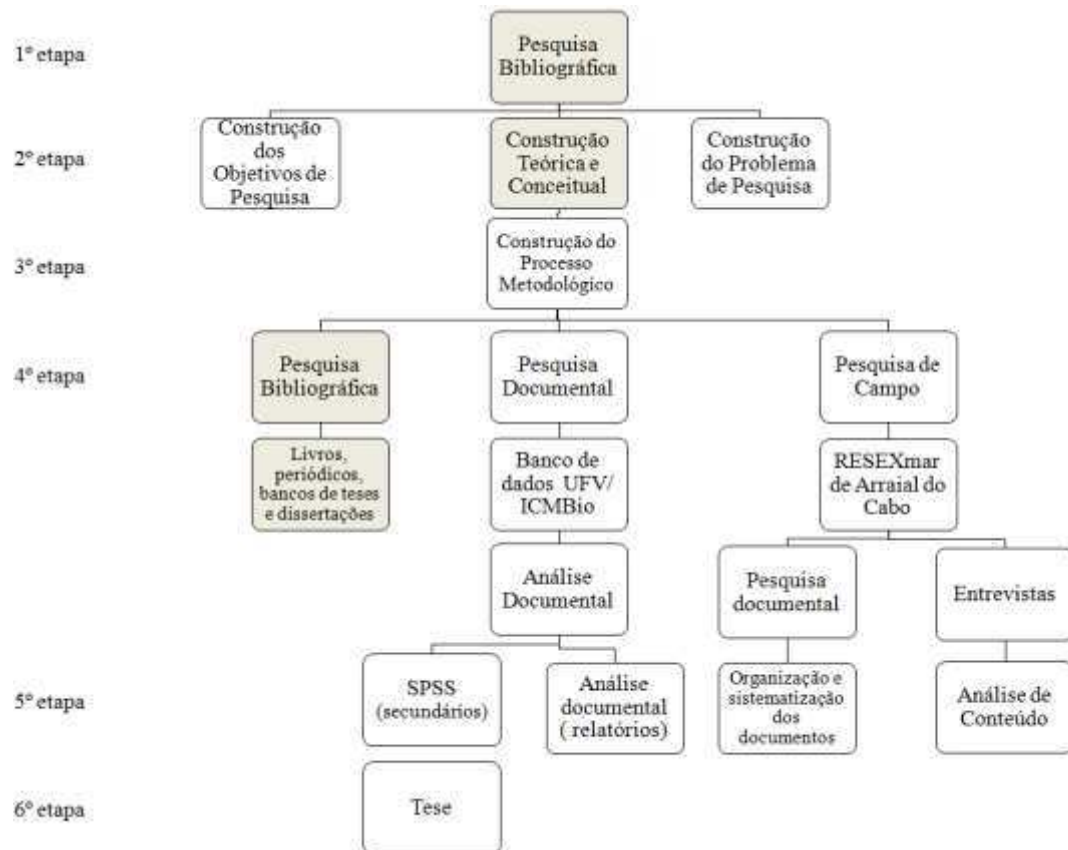 1º etapa
Pesquisa
Bibliográfica
2º etapa
Construção
dos
Objetivos de
Pesquisa
Construção
Teórica e
Conceitual
Construção
do Problema
de Pesquisa
3º etapa
Construção do
Processo
Metodológico
4º etapa
Pesquisa
Bibliográfica
Pesquisa
Documental
Pesquisa de
Campo
Livros,
periódicos,
bancos de teses
e dissertações
Banco de
dados UFV/
ICMBio
RESEXmar
de Arraial do
Cabo
Análise
Documental
Pesquisa
documental
Entrevistas
5º etapa
SPSS
(secundários)
Análise
documental
( relatórios)
Organização e
sistematização
dos
documentos
Análise de
Conteúdo
6º etapa
Tese